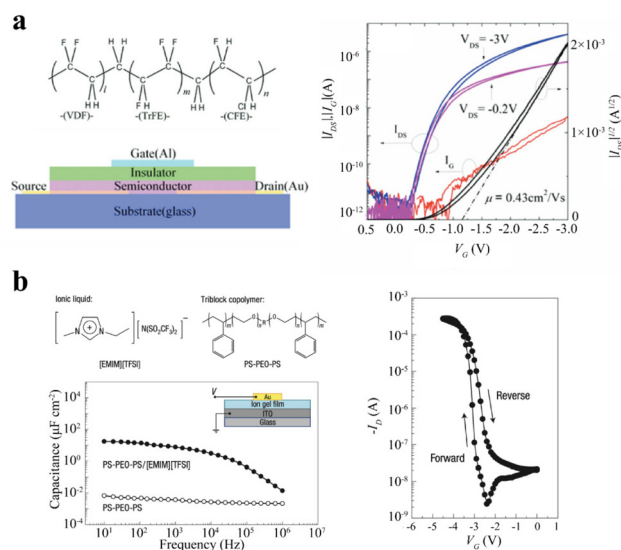 a
F F
H H
F F
F H
H H
H H
Cl H
-(VDF)-
-(TrFE)-
-(CFE)-
l
m
n
Gate(Al)
Insulator
Source
Semiconductor
Drain(Au)
Substrate(glass)
|I_DS|,|I_G|(A)
10^-6
10^-8
10^-10
10^-12
V_DS = -3V
V_DS = -0.2V
I_DS
I_G
μ = 0.43cm²/Vs
2 × 10^-3
1 × 10^-3
0
|I_DS|^1/2 (A^1/2)
0.5 0.0 -0.5 -1.0 -1.5 -2.0 -2.5 -3.0
V_G (V)
b
Ionic liquid:
N + N
N(SO2CF3)2 -
[EMIM][TFSI]
Triblock copolymer:
PS-PEO-PS
Capacitance (μF cm^-2)
10^4
10^2
10^0
10^-2
10^-4
V
Au
Ion gel film
ITO
Glass
PS-PEO-PS/[EMIM][TFSI]
PS-PEO-PS
10^1 10^2 10^3 10^4 10^5 10^6 10^7
Frequency (Hz)
-I_D (A)
10^-3
10^-4
10^-5
10^-6
10^-7
10^-8
10^-9
Reverse
Forward
-5 -4 -3 -2 -1 0
V_G (V)